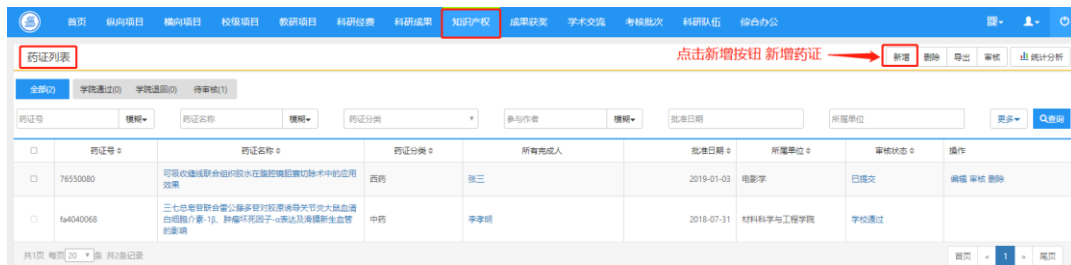 首页 纵向项目 横向项目 校级项目 教研项目 科研经费 科研成果 知识产权 成果获奖 学术交流 考核批次 科研队伍 综合办公
药证列表 点击新增按钮 新增药证 新增 删除 导出 审核 统计分析
全部(2) 学院通过(0) 学院退回(0) 待审核(1)
药证号 模糊 药证名称 模糊 药证分类 参与作者 模糊 批准日期 所属单位 更多 查询
药证号 药证名称 药证分类 所有完成人 批准日期 所属单位 审核状态 操作
76550080 可吸收缝线联合组织胶水在腹腔镜胆囊切除术中的应用 西药 张三 2019-01-03 电影学 已提交 编辑 审核 删除
效果
三七总皂苷联合雷公藤多苷对胶原诱导关节炎大鼠血清
fa4040068 白细胞介素-1β、肿瘤坏死因子-α表达及滑膜新生血管 中药 李孝明 2018-07-31 材料科学与工程学院 学校通过
的影响
共1页 每页 20 条 共2条记录 首页 « 1 » 尾页